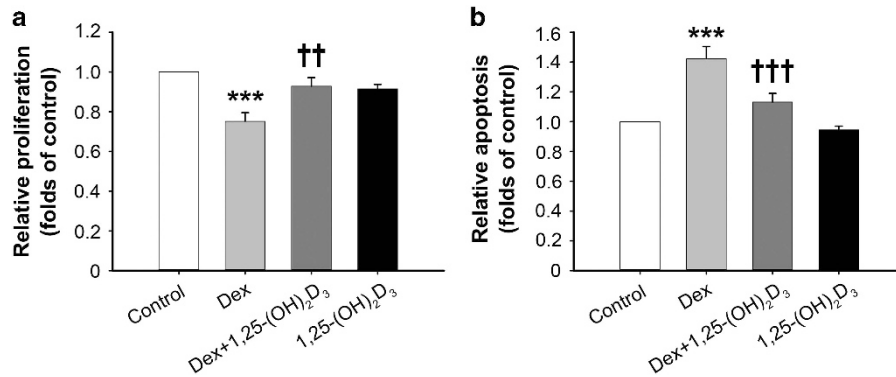 a
Relative proliferation
(folds of control)
1.2
1.0
0.8
0.6
0.4
0.2
0
***
††
Control
Dex
Dex+1,25-(OH)₂D₃
1,25-(OH)₂D₃
b
Relative apoptosis
(folds of control)
1.6
1.4
1.2
1.0
0.8
0.6
0.4
0.2
0
***
†††
Control
Dex
Dex+1,25-(OH)₂D₃
1,25-(OH)₂D₃